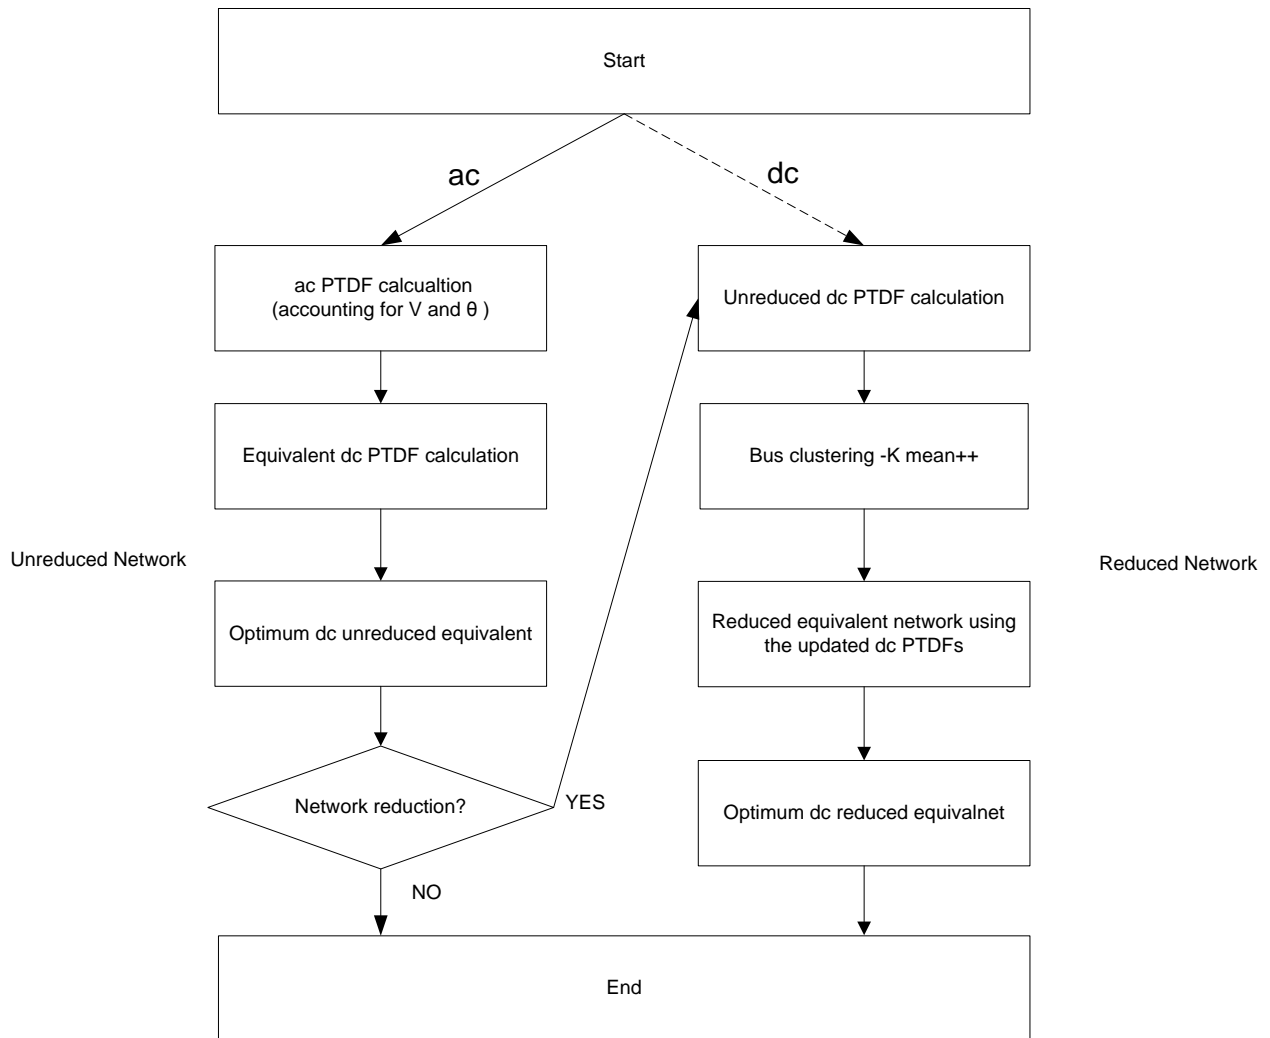 Start
ac
dc
ac PTDF calcualtion
(accounting for V and θ )
Unreduced dc PTDF calculation
Equivalent dc PTDF calculation
Bus clustering -K mean++
Unreduced Network
Reduced Network
Optimum dc unreduced equivalent
Reduced equivalent network using
the updated dc PTDFs
Network reduction?
YES
Optimum dc reduced equivalnet
NO
End